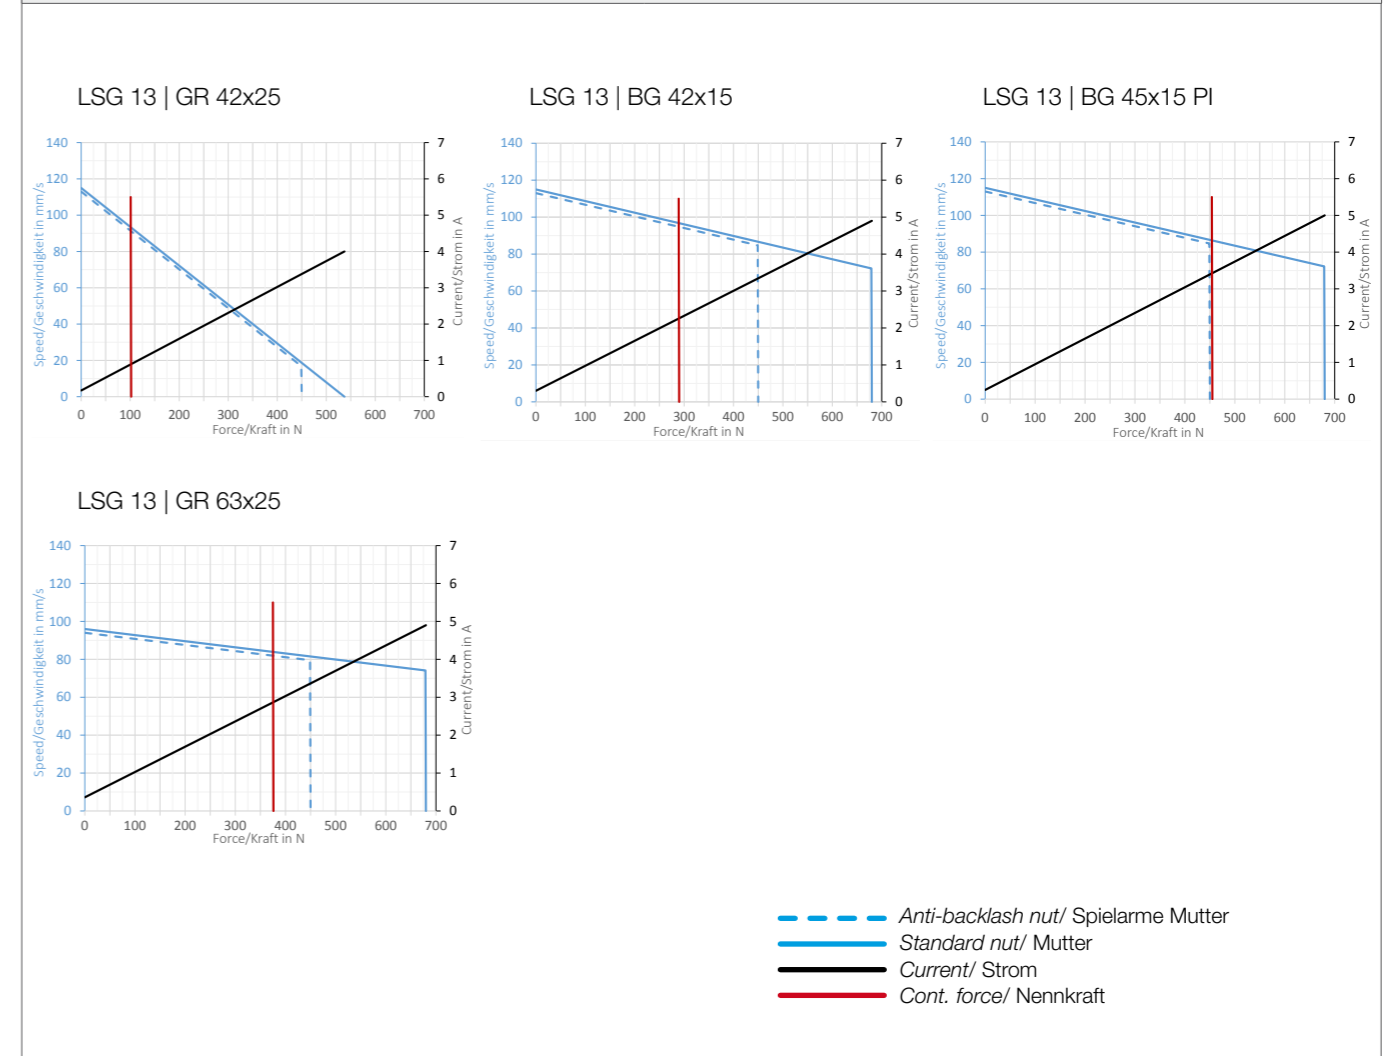 LSG 13 | GR 42x25
Speed/Geschwindigkeit in mm/s
140
120
100
80
60
40
20
0
7
6
5
4
3
2
1
0
Current/Strom in A
0 100 200 300 400 500 600 700
Force/Kraft in N
LSG 13 | BG 42x15
Speed/Geschwindigkeit in mm/s
140
120
100
80
60
40
20
0
7
6
5
4
3
2
1
0
Current/Strom in A
0 100 200 300 400 500 600 700
Force/Kraft in N
LSG 13 | BG 45x15 PI
Speed/Geschwindigkeit in mm/s
140
120
100
80
60
40
20
0
7
6
5
4
3
2
1
0
Current/Strom in A
0 100 200 300 400 500 600 700
Force/Kraft in N
LSG 13 | GR 63x25
Speed/Geschwindigkeit in mm/s
140
120
100
80
60
40
20
0
7
6
5
4
3
2
1
0
Current/Strom in A
0 100 200 300 400 500 600 700
Force/Kraft in N
Anti-backlash nut/ Spielarme Mutter
Standard nut/ Mutter
Current/ Strom
Cont. force/ Nennkraft